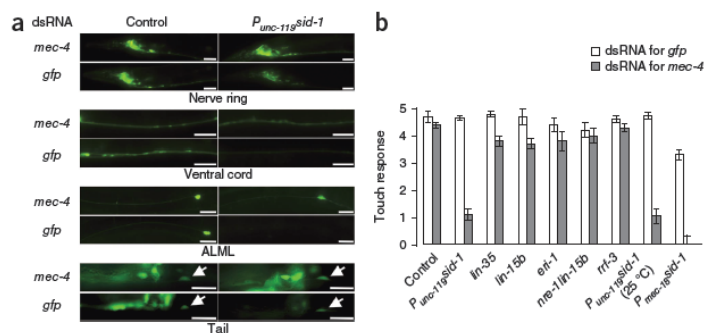 a
dsRNA
Control
Punc-119sid-1
mec-4
gfp
Nerve ring
mec-4
gfp
Ventral cord
mec-4
gfp
ALML
mec-4
gfp
Tail
b
dsRNA for gfp
dsRNA for mec-4
Touch response
5
4
3
2
1
0
Control
Punc-119sid-1
lin-35
lin-15b
eri-1
nre-1/lin-15b
rrf-3
Punc-119sid-1
(25 °C)
Pmec-18sid-1